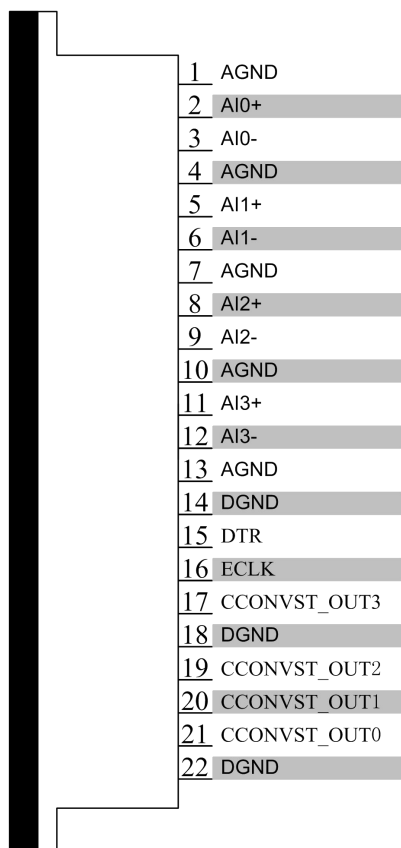 1 AGND
2 AI0+
3 AI0-
4 AGND
5 AI1+
6 AI1-
7 AGND
8 AI2+
9 AI2-
10 AGND
11 AI3+
12 AI3-
13 AGND
14 DGND
15 DTR
16 ECLK
17 CCONVST_OUT3
18 DGND
19 CCONVST_OUT2
20 CCONVST_OUT1
21 CCONVST_OUT0
22 DGND